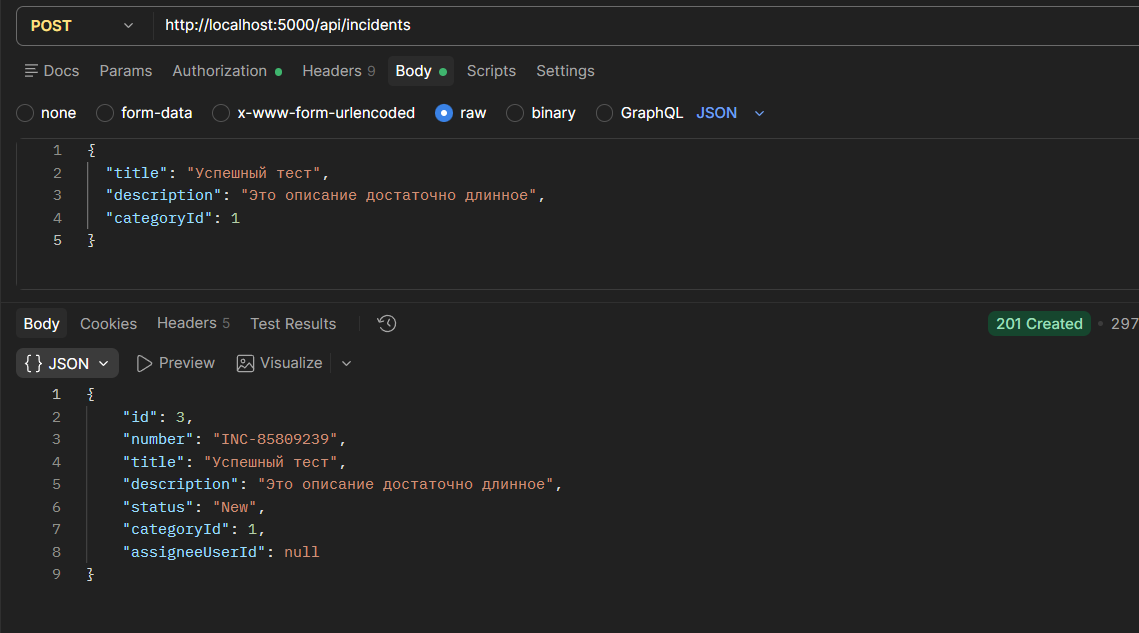 POST http://localhost:5000/api/incidents
Docs Params Authorization Headers 9 Body Scripts Settings
none form-data x-www-form-urlencoded raw binary GraphQL JSON
1 {
2 "title": "Успешный тест",
3 "description": "Это описание достаточно длинное",
4 "categoryId": 1
5 }
Body Cookies Headers 5 Test Results 201 Created • 297
{} JSON Preview Visualize
1 {
2 "id": 3,
3 "number": "INC-85809239",
4 "title": "Успешный тест",
5 "description": "Это описание достаточно длинное",
6 "status": "New",
7 "categoryId": 1,
8 "assigneeUserId": null
9 }